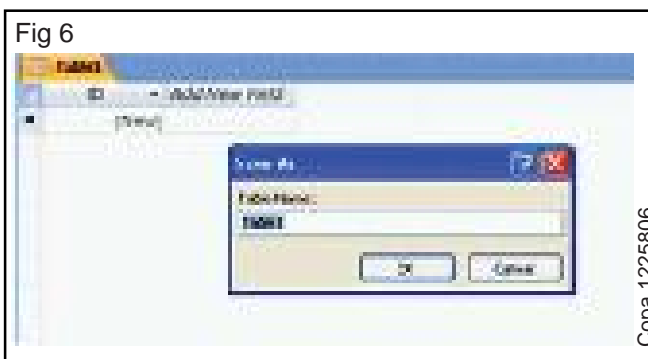 Fig 6
Table1
ID Add New Field
(New)
Save As
Table Name:
Table1
OK Cancel
Copa 1225806